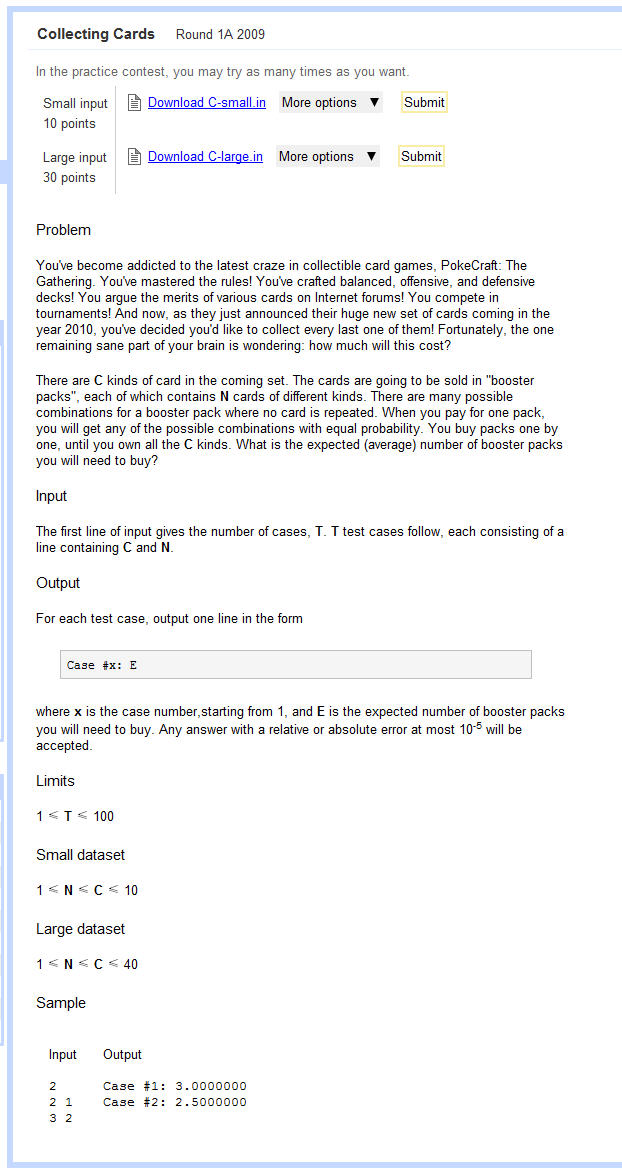 Collecting Cards Round 1A 2009
In the practice contest, you may try as many times as you want.
Small input Download C-small.in More options ▼ Submit
10 points
Large input Download C-large.in More options ▼ Submit
30 points
Problem
You've become addicted to the latest craze in collectible card games, PokeCraft: The
Gathering. You've mastered the rules! You've crafted balanced, offensive, and defensive
decks! You argue the merits of various cards on Internet forums! You compete in
tournaments! And now, as they just announced their huge new set of cards coming in the
year 2010, you've decided you'd like to collect every last one of them! Fortunately, the one
remaining sane part of your brain is wondering: how much will this cost?
There are C kinds of card in the coming set. The cards are going to be sold in "booster
packs", each of which contains N cards of different kinds. There are many possible
combinations for a booster pack where no card is repeated. When you pay for one pack,
you will get any of the possible combinations with equal probability. You buy packs one by
one, until you own all the C kinds. What is the expected (average) number of booster packs
you will need to buy?
Input
The first line of input gives the number of cases, T. T test cases follow, each consisting of a
line containing C and N.
Output
For each test case, output one line in the form
Case #x: E
where x is the case number,starting from 1, and E is the expected number of booster packs
you will need to buy. Any answer with a relative or absolute error at most 10⁻⁵ will be
accepted.
Limits
1 ≤ T ≤ 100
Small dataset
1 ≤ N ≤ C ≤ 10
Large dataset
1 ≤ N ≤ C ≤ 40
Sample
Input Output
2 Case #1: 3.0000000
2 1 Case #2: 2.5000000
3 2